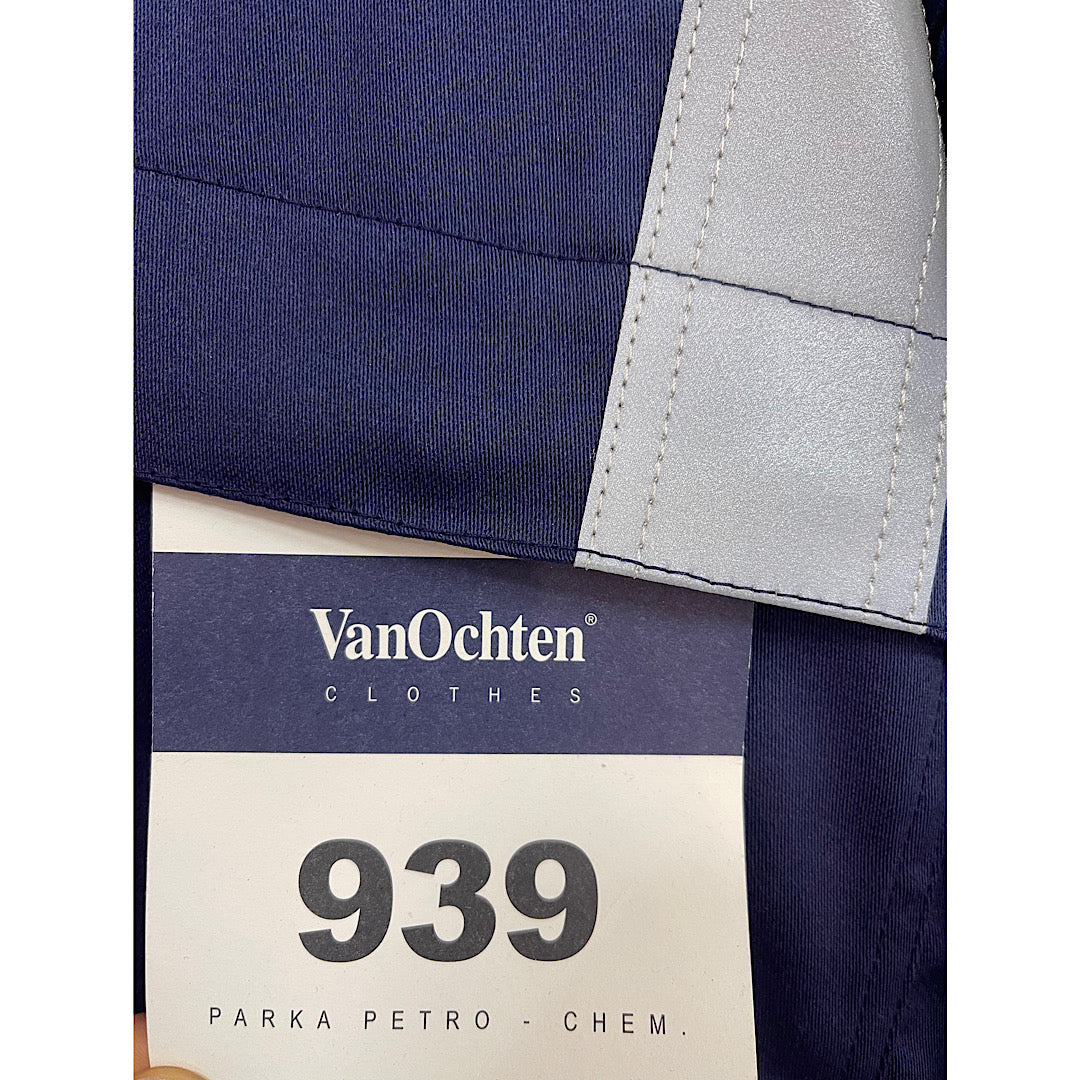 VanOchten®
CLOTHES
939
PARKA PETRO - CHEM.